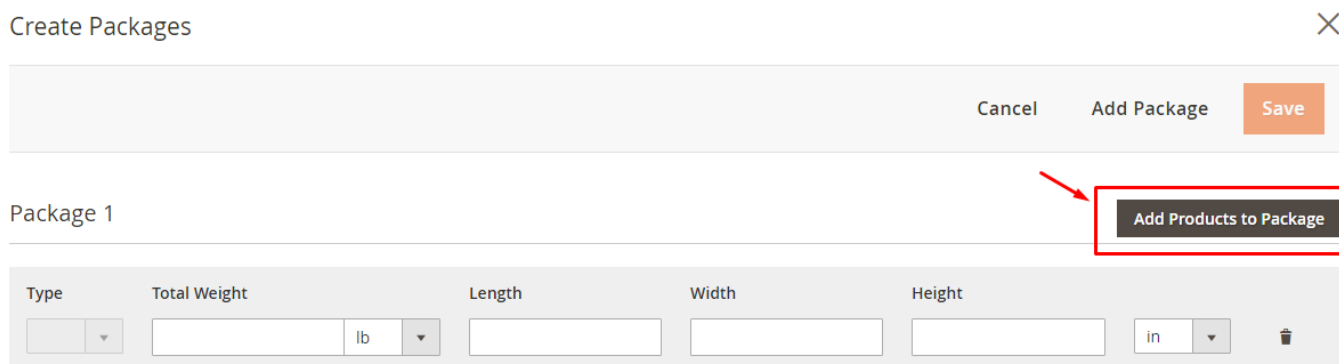 Create Packages
Cancel Add Package Save
Package 1 Add Products to Package
Type Total Weight Length Width Height
lb in